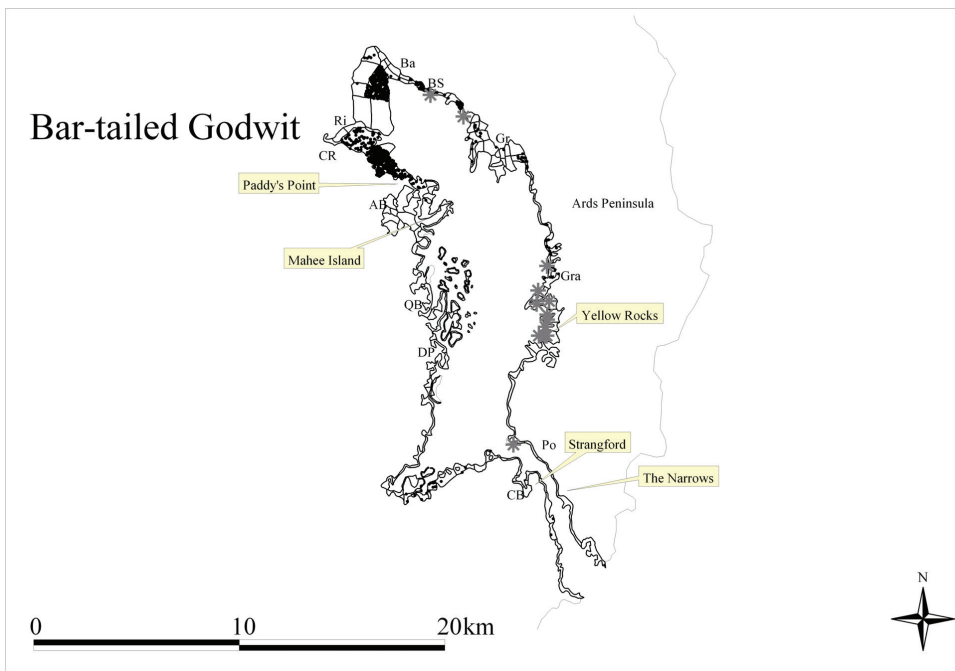 Bar-tailed Godwit
Ba
BS
Ri
CR
Gr
Paddy's Point
AB
Ards Peninsula
Mahee Island
Gra
QB
Yellow Rocks
DP
Po
Strangford
The Narrows
CB
N
0 10 20km